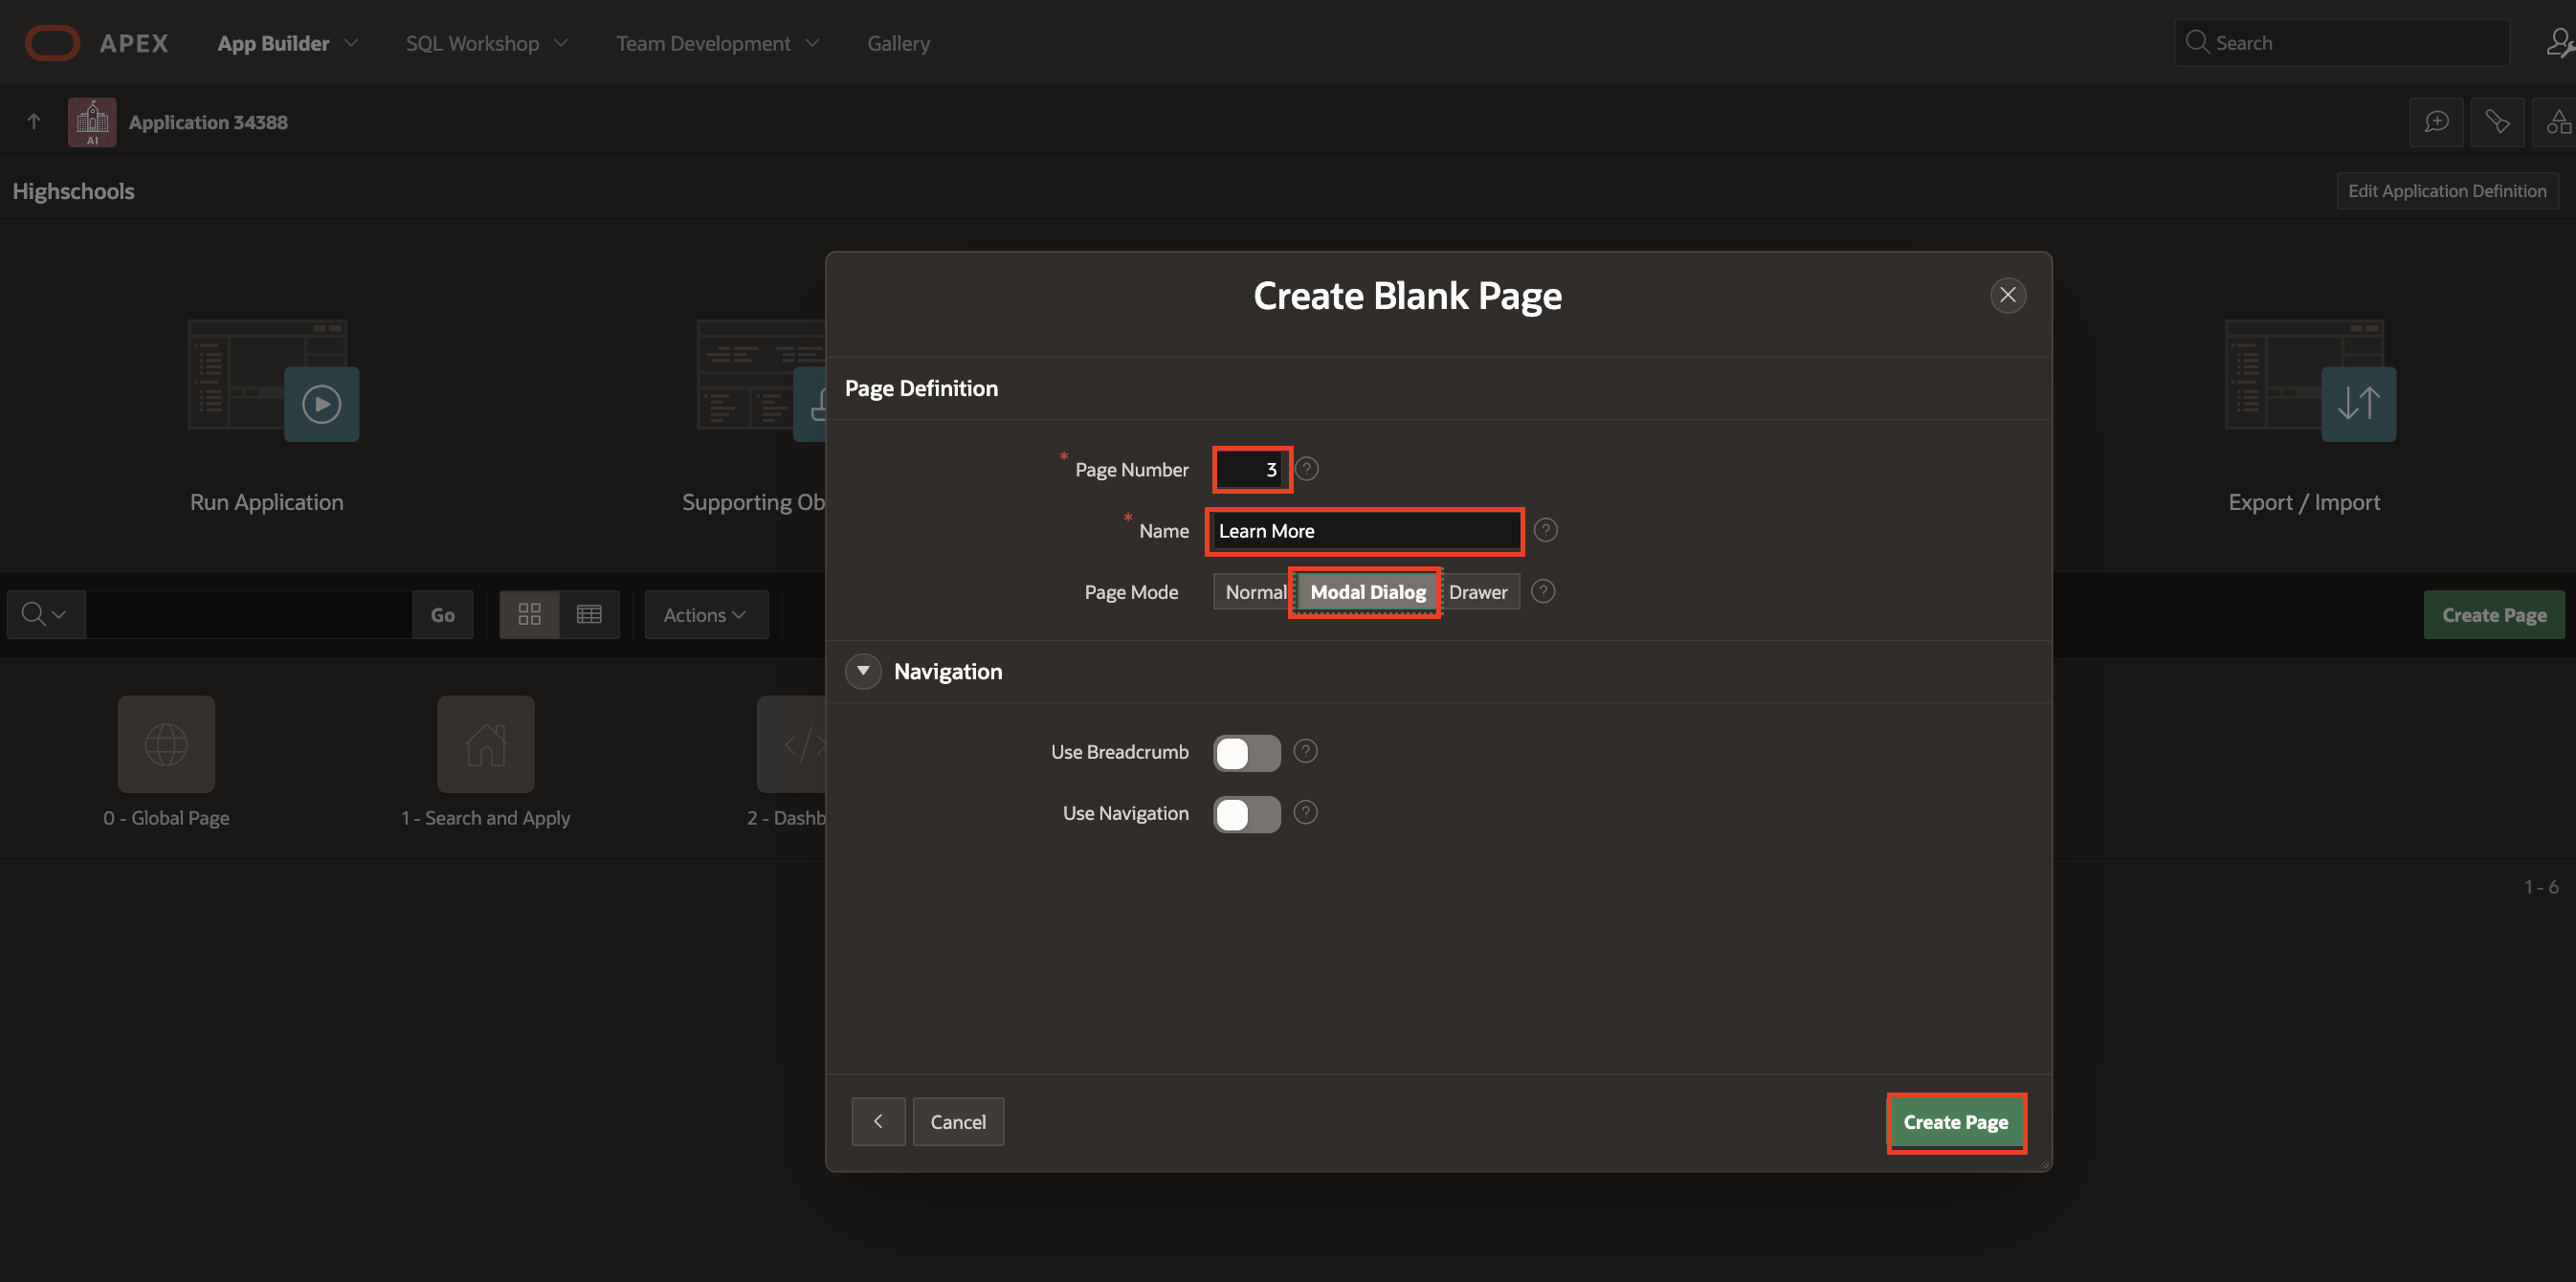 APEX App Builder SQL Workshop Team Development Gallery Search
AI Application 34388
Highschools Edit Application Definition
Create Blank Page
Page Definition
* Page Number 3 ?
* Name Learn More ?
Page Mode Normal Modal Dialog Drawer ?
Navigation
Use Breadcrumb ?
Use Navigation ?
Cancel Create Page
Run Application Supporting Ob Export / Import
Go Actions Create Page
0 - Global Page 1 - Search and Apply 2 - Dashb
1 - 6